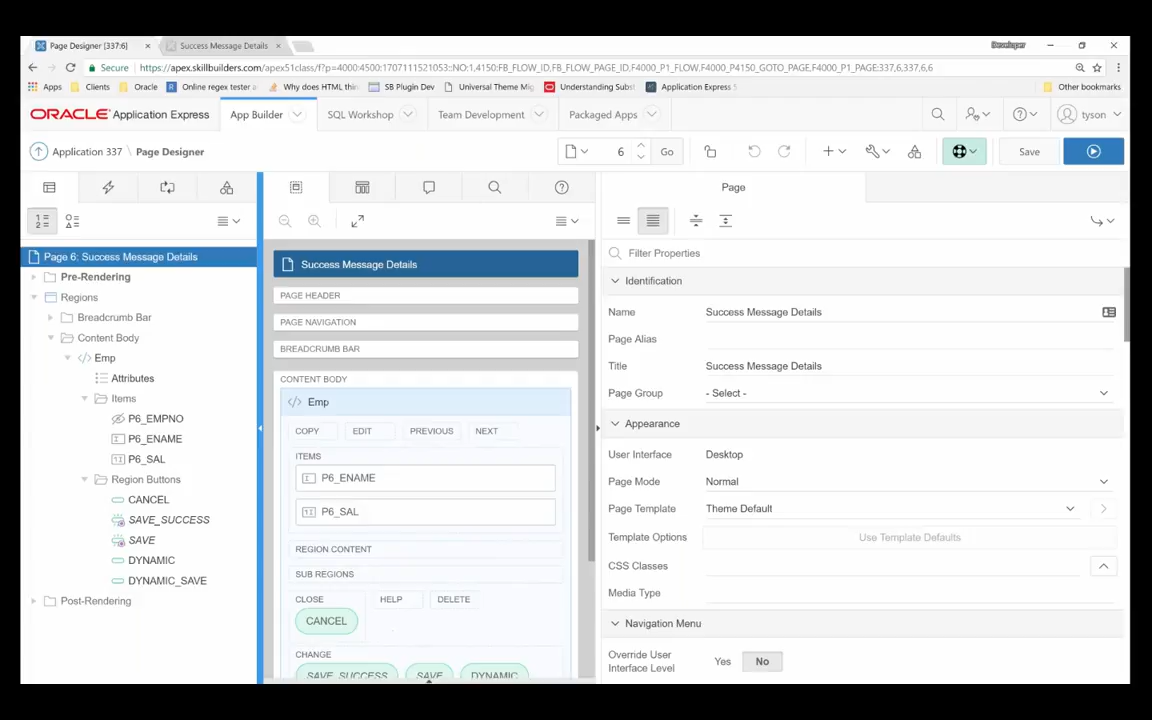 Page Designer [337:6]
Success Message Details
Developer
Secure
https://apex.skillbuilders.com/apex51class/f?p=4000:4500:1707111521053::NO:1,4150:FB_FLOW_ID,FB_FLOW_PAGE_ID,F4000_P1_FLOW,F4000_P4150_GOTO_PAGE,F4000_P1_PAGE:337,6,337,6,6
Apps
Clients
Oracle
Online regex tester a
Why does HTML thin
SB Plugin Dev
Universal Theme Mig
Understanding Subst
Application Express 5
Other bookmarks
ORACLE Application Express
App Builder
SQL Workshop
Team Development
Packaged Apps
tyson
Application 337 \ Page Designer
6
Go
Save
Page
Page 6: Success Message Details
Pre-Rendering
Regions
Breadcrumb Bar
Content Body
Emp
Attributes
Items
P6_EMPNO
P6_ENAME
P6_SAL
Region Buttons
CANCEL
SAVE_SUCCESS
SAVE
DYNAMIC
DYNAMIC_SAVE
Post-Rendering
Success Message Details
PAGE HEADER
PAGE NAVIGATION
BREADCRUMB BAR
CONTENT BODY
Emp
COPY EDIT PREVIOUS NEXT
ITEMS
P6_ENAME
P6_SAL
REGION CONTENT
SUB REGIONS
CLOSE HELP DELETE
CANCEL
CHANGE
SAVE_SUCCESS SAVE DYNAMIC
Filter Properties
Identification
Name Success Message Details
Page Alias
Title Success Message Details
Page Group - Select -
Appearance
User Interface Desktop
Page Mode Normal
Page Template Theme Default
Template Options Use Template Defaults
CSS Classes
Media Type
Navigation Menu
Override User
Interface Level Yes No